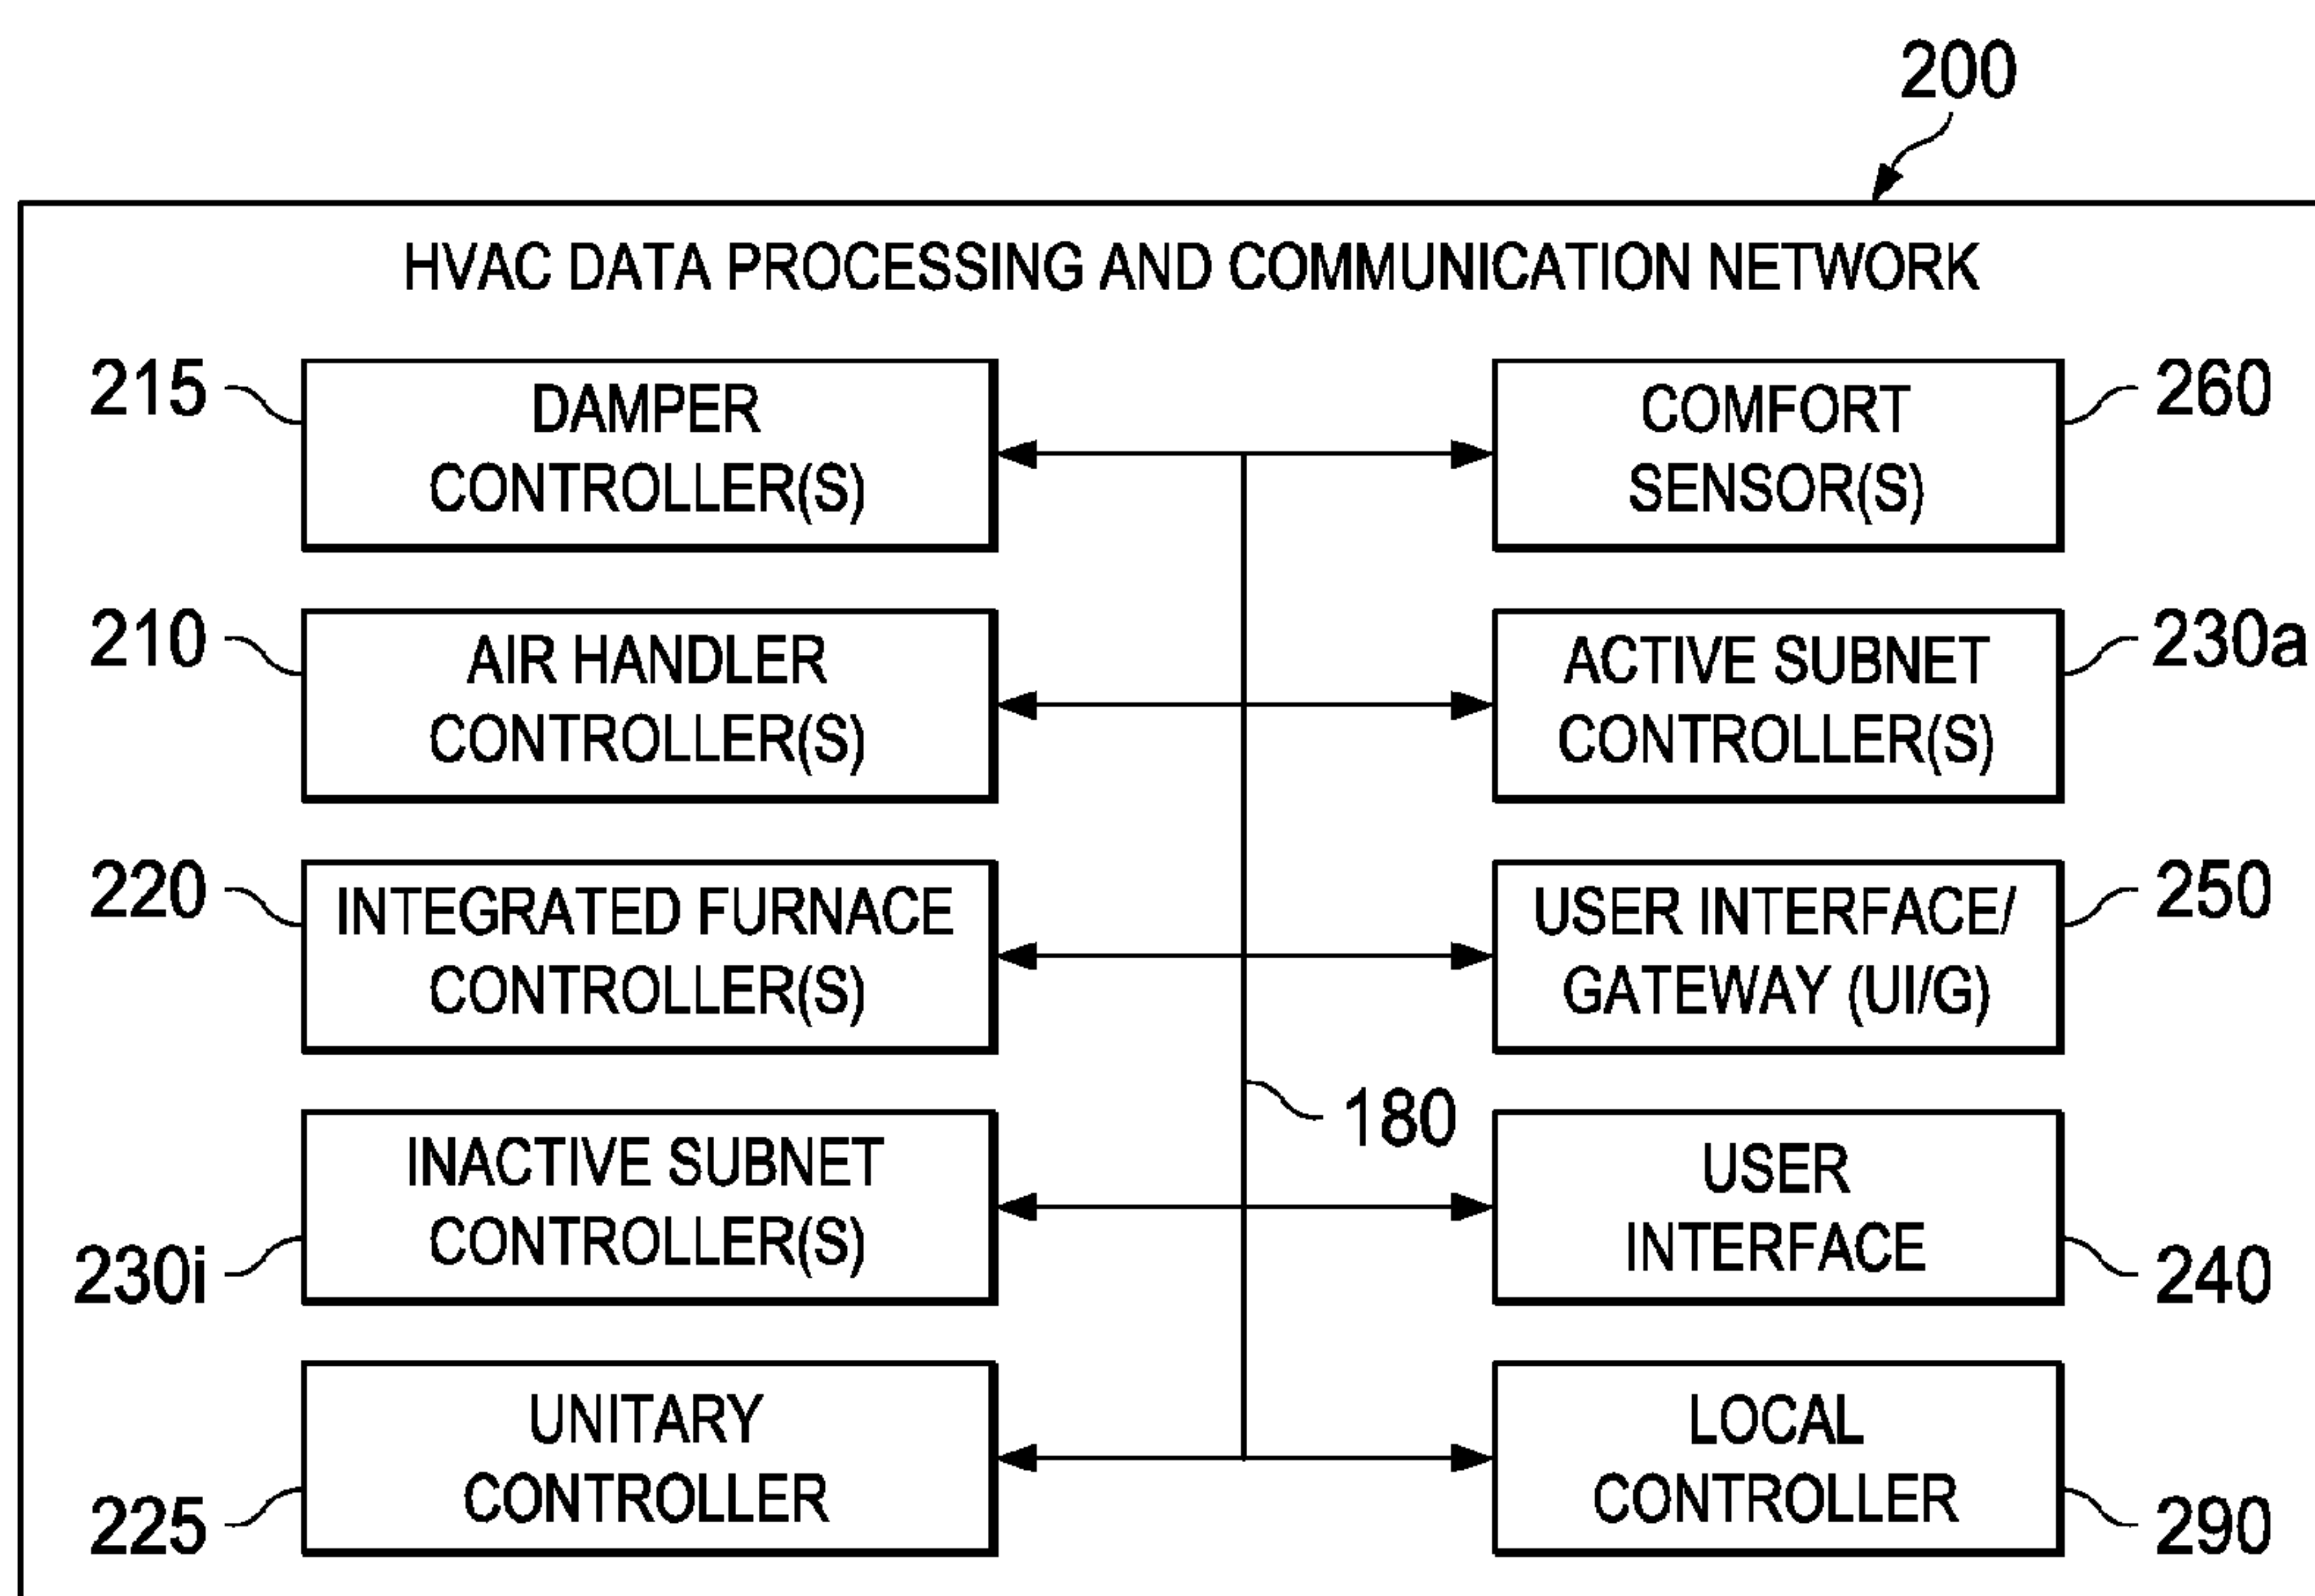 200
HVAC DATA PROCESSING AND COMMUNICATION NETWORK
215
DAMPER
CONTROLLER(S)
COMFORT
SENSOR(S)
260
210
AIR HANDLER
CONTROLLER(S)
ACTIVE SUBNET
CONTROLLER(S)
230a
220
INTEGRATED FURNACE
CONTROLLER(S)
USER INTERFACE/
GATEWAY (UI/G)
250
180
INACTIVE SUBNET
CONTROLLER(S)
230i
USER
INTERFACE
240
UNITARY
CONTROLLER
225
LOCAL
CONTROLLER
290